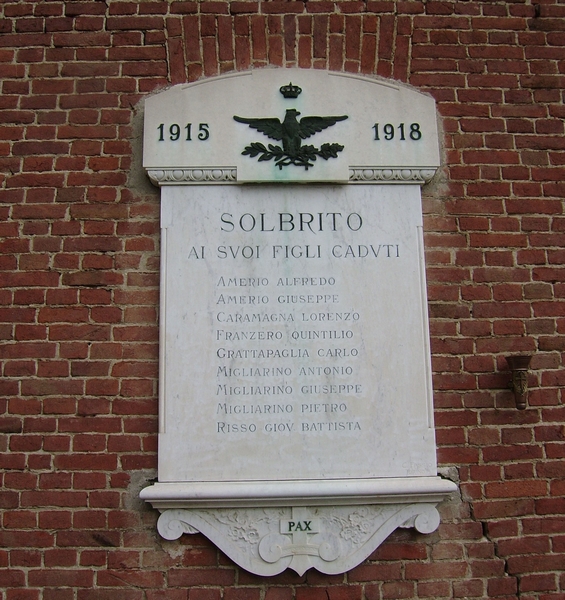 1915 1918
SOLBRITO
AI SVOI FIGLI CADVTI
AMERIO ALFREDO
AMERIO GIUSEPPE
CARAMAGNA LORENZO
FRANZERO QUINTILIO
GRATTAPAGLIA CARLO
MIGLIARINO ANTONIO
MIGLIARINO GIUSEPPE
MIGLIARINO PIETRO
RISSO GIOV. BATTISTA
PAX